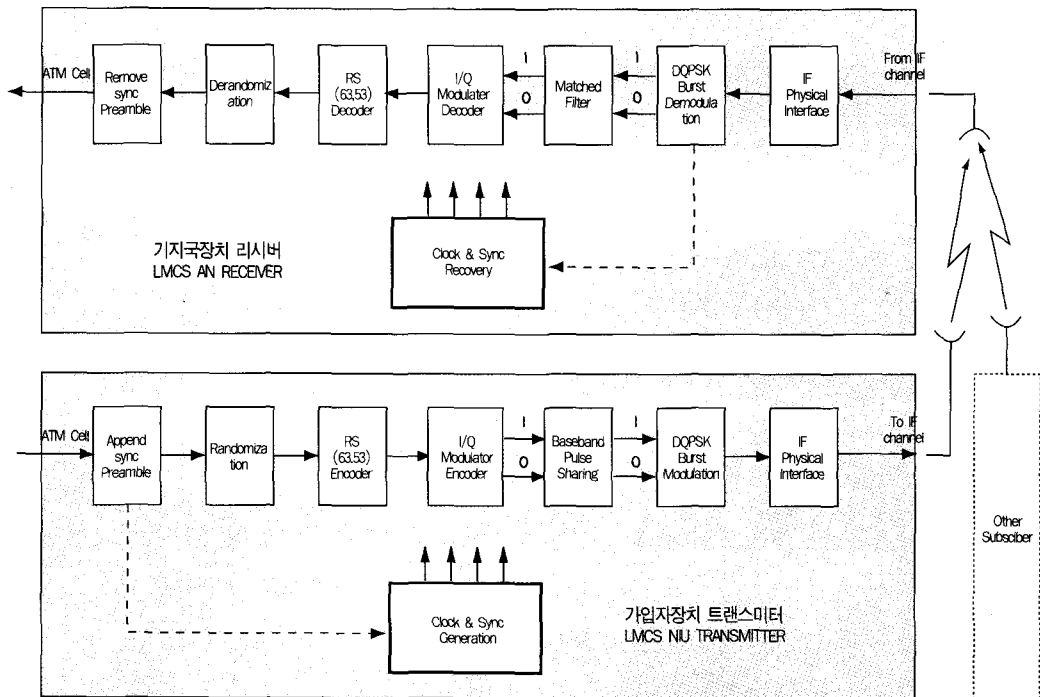 ATM Cell
Remove
sync
Preamble
Derandomiz
ation
RS
(63,53)
Decoder
I/Q
Modulater
Decoder
I
0
Matched
Filter
I
0
DQPSK
Burst
Demodula
tion
IF
Physical
Interface
From IF
channel
Clock & Sync
Recovery
기지국장치 리시버
LMCS AN RECEIVER
ATM Cell
Append
sync
Preamble
Randomiza
tion
RS
(63,53)
Encoder
I/Q
Modulator
Encoder
I
0
Baseband
Pulse
Sharing
I
0
DQPSK
Burst
Modulation
IF
Physical
Interface
To IF
channel
Clock & Sync
Generation
가입자장치 트랜스미터
LMCS NIU TRANSMITTER
Other
Subsciber